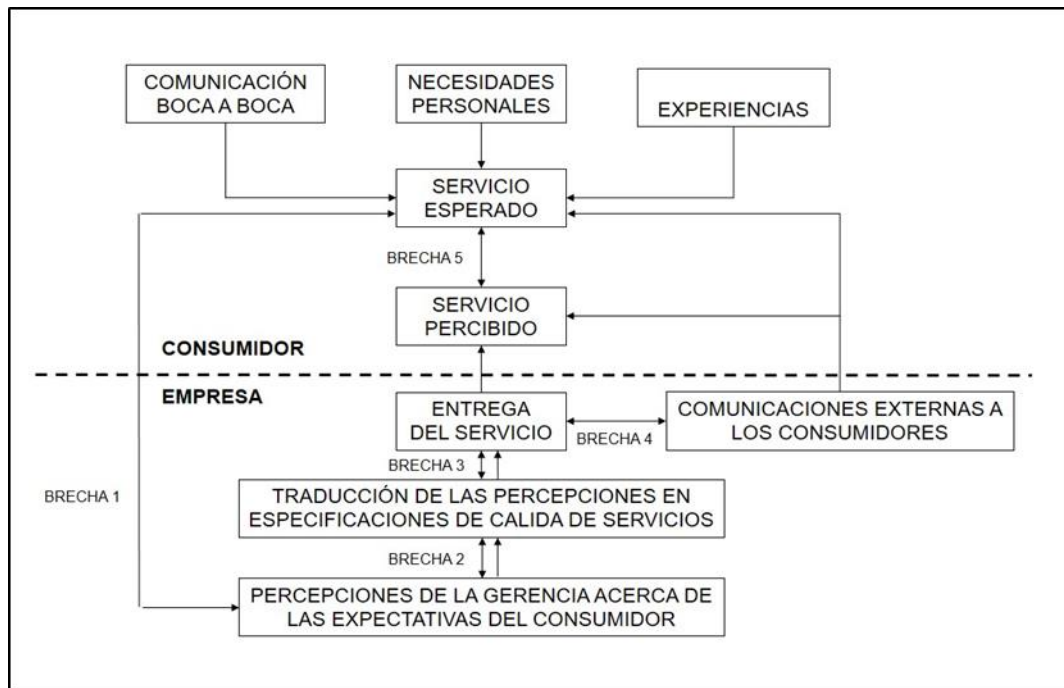 COMUNICACIÓN
BOCA A BOCA
NECESIDADES
PERSONALES
EXPERIENCIAS
SERVICIO
ESPERADO
BRECHA 5
SERVICIO
PERCIBIDO
CONSUMIDOR
EMPRESA
ENTREGA
DEL SERVICIO
BRECHA 4
COMUNICACIONES EXTERNAS A
LOS CONSUMIDORES
BRECHA 3
BRECHA 1
TRADUCCIÓN DE LAS PERCEPCIONES EN
ESPECIFICACIONES DE CALIDA DE SERVICIOS
BRECHA 2
PERCEPCIONES DE LA GERENCIA ACERCA DE
LAS EXPECTATIVAS DEL CONSUMIDOR